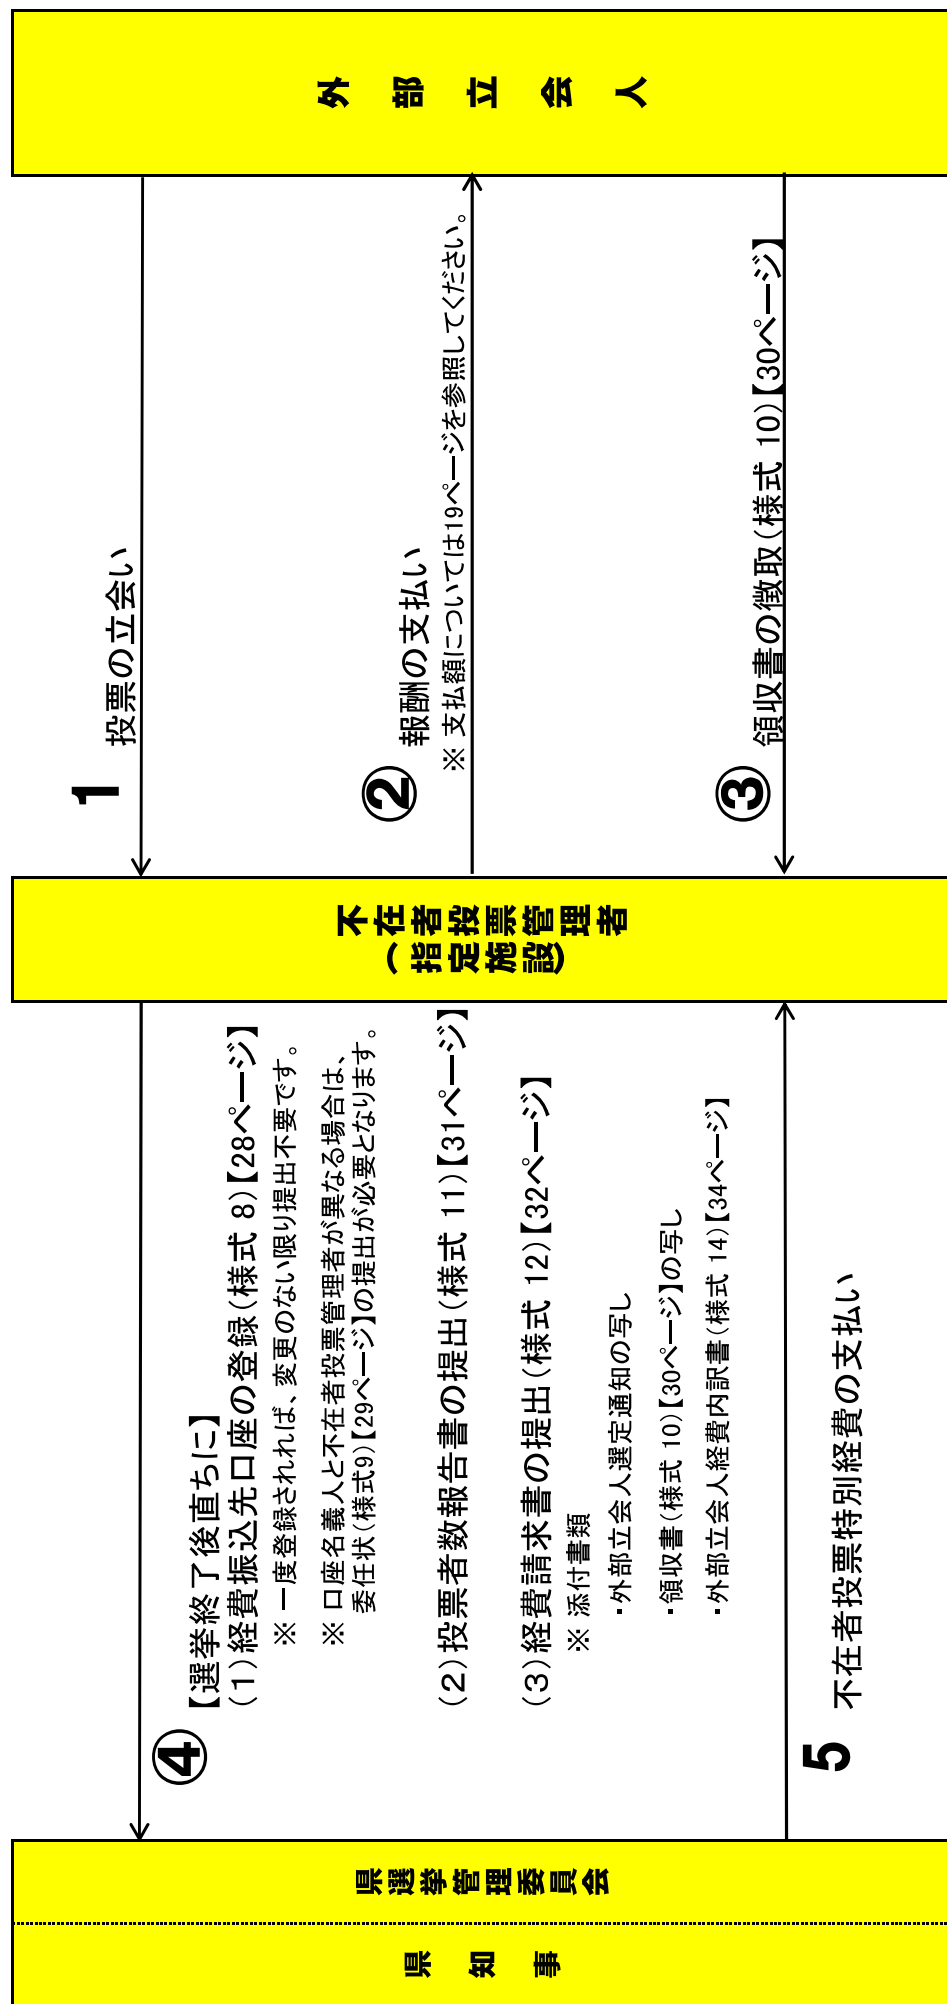 外部立会人
1
投票の立会い
②
報酬の支払い
※ 支払額については19ページを参照してください。
③
領収書の徴取（様式 10）【30ページ】
不在者投票管理者
（指定施設）
④
【選挙終了後直ちに】
（１）経費振込先口座の登録（様式 8）【28ページ】
※ 一度登録されれば、変更のない限り提出不要です。
※ 口座名義人と不在者投票管理者が異なる場合は、
委任状（様式9）【29ページ】の提出が必要となります。
（２）投票者数報告書の提出（様式 11）【31ページ】
（３）経費請求書の提出（様式 12）【32ページ】
※ 添付書類
・外部立会人選定通知の写し
・領収書（様式 10）【30ページ】の写し
・外部立会人経費内訳書（様式 14）【34ページ】
5
不在者投票特別経費の支払い
県選挙管理委員会
県知事